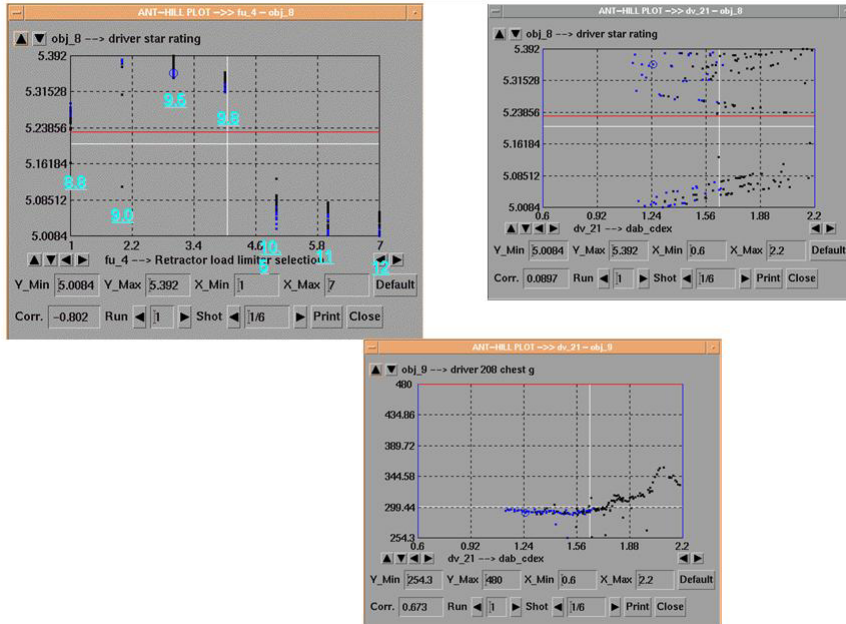 ANT-HILL PLOT ->> fu_4 - obj_8
obj_8 --> driver star rating
5.392
5.31528
5.23856
5.16184
5.08512
5.0084
9.5
9.8
8.8
9.0
10.
6
11
12
1 2.2 3.4 4.6 5.8 7
fu_4 --> Retractor load limiter selection
Y_Min 5.0084 Y_Max 5.392 X_Min 1 X_Max 7 Default
Corr. -0.802 Run 1 Shot 1/6 Print Close
ANT-HILL PLOT ->> dv_21 - obj_8
obj_8 --> driver star rating
5.392
5.31528
5.23856
5.16184
5.08512
5.0084
0.6 0.92 1.24 1.56 1.88 2.2
dv_21 --> dab_cdex
Y_Min 5.0084 Y_Max 5.392 X_Min 0.6 X_Max 2.2 Default
Corr. 0.0897 Run 1 Shot 1/6 Print Close
ANT-HILL PLOT ->> dv_21 - obj_9
obj_9 --> driver 208 chest g
480
434.86
389.72
344.58
299.44
254.3
0.6 0.92 1.24 1.56 1.88 2.2
dv_21 --> dab_cdex
Y_Min 254.3 Y_Max 480 X_Min 0.6 X_Max 2.2 Default
Corr. 0.673 Run 1 Shot 1/6 Print Close